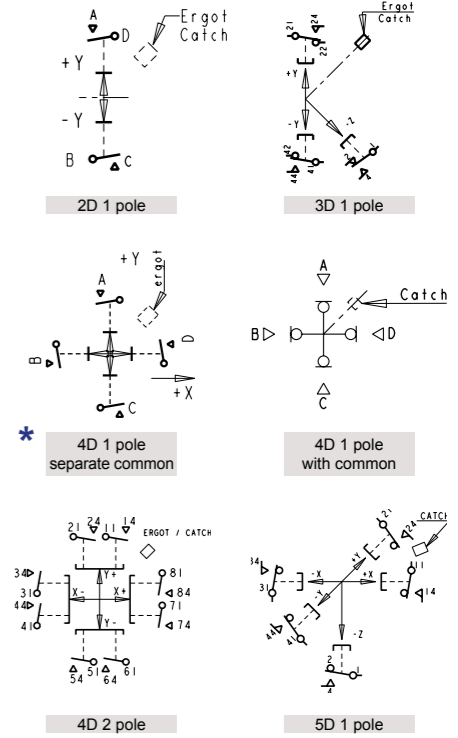 A
D
Ergot
Catch
+Y
-Y
B
C
2D 1 pole
21
24
22
Ergot
Catch
+Y
-Y
-Z
42
44
41
3D 1 pole
+Y
A
ergot
B
D
+X
C
*
4D 1 pole
separate common
A
Catch
B
D
C
4D 1 pole
with common
21 24 11 14
ERGOT / CATCH
34
31
44
41
Y+
X-
X+
Y-
81
84
71
74
54
51
64
61
4D 2 pole
21
24
CATCH
34
31
-X
+Y
+X
11
14
-Y
44
41
-Z
2
1
4
5D 1 pole